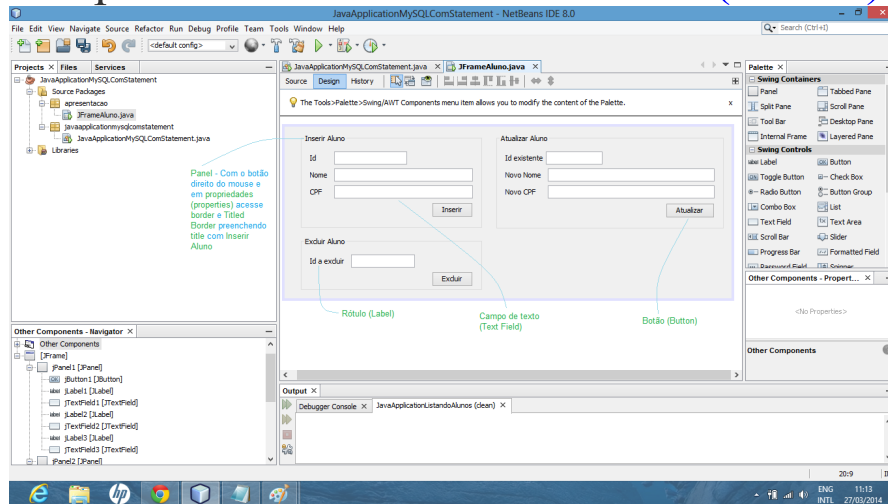 JavaApplicationMySQLComStatement - NetBeans IDE 8.0
File Edit View Navigate Source Refactor Run Debug Profile Team Tools Window Help
Search (Ctrl+I)
<default config>
Projects × Files Services
JavaApplicationMySQLComStatement
Source Packages
apresentacao
JFrameAluno.java
javaapplicationmysqlcomstatement
JavaApplicationMySQLComStatement.java
Libraries
Panel - Com o botão
direito do mouse e
em propriedades
(properties) acesse
border e Titled
Border preenchendo
title com Inserir
Aluno
JavaApplicationMySQLComStatement.java × JFrameAluno.java ×
Source Design History
The Tools>Palette>Swing/AWT Components menu item allows you to modify the content of the Palette. x
Inserir Aluno
Id
Nome
CPF
Inserir
Atualizar Aluno
Id existente
Novo Nome
Novo CPF
Atualizar
Excluir Aluno
Id a excluir
Excluir
Rótulo (Label)
Campo de texto
(Text Field)
Botão (Button)
Palette ×
Swing Containers
Panel Tabbed Pane
Split Pane Scroll Pane
Tool Bar Desktop Pane
Internal Frame Layered Pane
Swing Controls
label Label Button
Toggle Button Check Box
Radio Button Button Group
Combo Box List
Text Field Text Area
Scroll Bar Slider
Progress Bar Formatted Field
Password Field Spinner
Other Components - Propert... ×
<No Properties>
Other Components
Other Components - Navigator ×
Other Components
[JFrame]
jPanel1 [JPanel]
jButton1 [JButton]
label jLabel1 [JLabel]
jTextField1 [JTextField]
label jLabel2 [JLabel]
jTextField2 [JTextField]
label jLabel3 [JLabel]
jTextField3 [JTextField]
jPanel2 [JPanel]
Output ×
Debugger Console × JavaApplicationListandoAlunos (clean) ×
20:9
ENG 11:13
INTL 27/03/2014